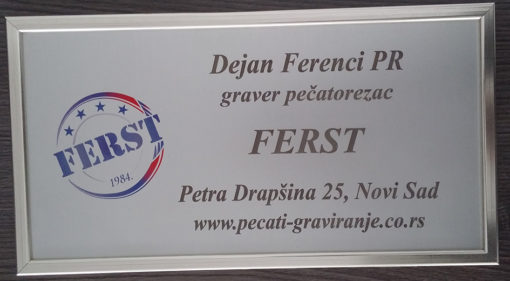 Dejan Ferenci PR
graver pečatorezac
FERST
FERST
1984.
Petra Drapšina 25, Novi Sad
www.pecati-graviranje.co.rs